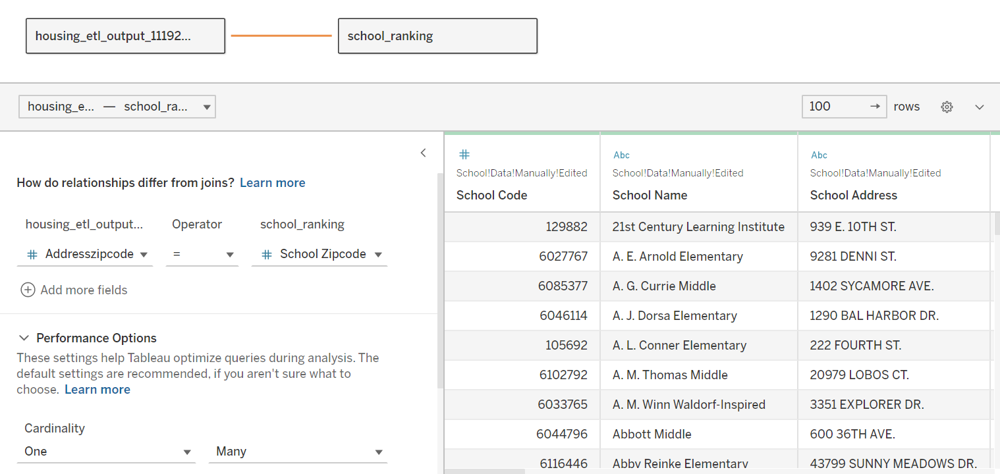 housing_etl_output_11192...
school_ranking
housing_e... — school_ra...
100 → rows
How do relationships differ from joins? Learn more
housing_etl_output... Operator school_ranking
# Addresszipcode = # School Zipcode
Add more fields
Performance Options
These settings help Tableau optimize queries during analysis. The
default settings are recommended, if you aren't sure what to
choose. Learn more
Cardinality
One Many
# Abc Abc
School!Data!Manually!Edited School!Data!Manually!Edited School!Data!Manually!Edited
School Code School Name School Address
129882 21st Century Learning Institute 939 E. 10TH ST.
6027767 A. E. Arnold Elementary 9281 DENNI ST.
6085377 A. G. Currie Middle 1402 SYCAMORE AVE.
6046114 A. J. Dorsa Elementary 1290 BAL HARBOR DR.
105692 A. L. Conner Elementary 222 FOURTH ST.
6102792 A. M. Thomas Middle 20979 LOBOS CT.
6033765 A. M. Winn Waldorf-Inspired 3351 EXPLORER DR.
6044796 Abbott Middle 600 36TH AVE.
6116446 Abby Reinke Elementary 43799 SUNNY MEADOWS DR.